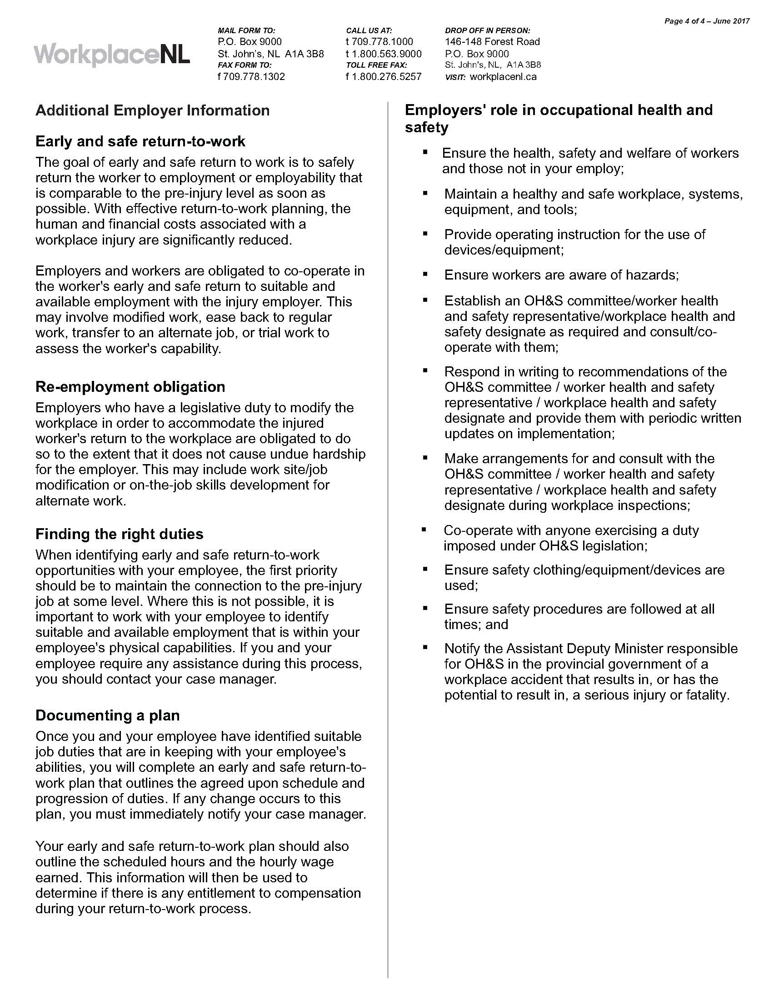 Page 4 of 4 – June 2017
WorkplaceNL
MAIL FORM TO:
P.O. Box 9000
St. John’s, NL A1A 3B8
FAX FORM TO:
f 709.778.1302
CALL US AT:
t 709.778.1000
t 1.800.563.9000
TOLL FREE FAX:
f 1.800.276.5257
DROP OFF IN PERSON:
146-148 Forest Road
P.O. Box 9000
St. John's, NL, A1A 3B8
VISIT: workplacenl.ca
Additional Employer Information
Early and safe return-to-work
The goal of early and safe return to work is to safely
return the worker to employment or employability that
is comparable to the pre-injury level as soon as
possible. With effective return-to-work planning, the
human and financial costs associated with a
workplace injury are significantly reduced.
Employers and workers are obligated to co-operate in
the worker's early and safe return to suitable and
available employment with the injury employer. This
may involve modified work, ease back to regular
work, transfer to an alternate job, or trial work to
assess the worker's capability.
Re-employment obligation
Employers who have a legislative duty to modify the
workplace in order to accommodate the injured
worker's return to the workplace are obligated to do
so to the extent that it does not cause undue hardship
for the employer. This may include work site/job
modification or on-the-job skills development for
alternate work.
Finding the right duties
When identifying early and safe return-to-work
opportunities with your employee, the first priority
should be to maintain the connection to the pre-injury
job at some level. Where this is not possible, it is
important to work with your employee to identify
suitable and available employment that is within your
employee's physical capabilities. If you and your
employee require any assistance during this process,
you should contact your case manager.
Documenting a plan
Once you and your employee have identified suitable
job duties that are in keeping with your employee's
abilities, you will complete an early and safe return-to-
work plan that outlines the agreed upon schedule and
progression of duties. If any change occurs to this
plan, you must immediately notify your case manager.
Your early and safe return-to-work plan should also
outline the scheduled hours and the hourly wage
earned. This information will then be used to
determine if there is any entitlement to compensation
during your return-to-work process.
Employers' role in occupational health and
safety
▪ Ensure the health, safety and welfare of workers
and those not in your employ;
▪ Maintain a healthy and safe workplace, systems,
equipment, and tools;
▪ Provide operating instruction for the use of
devices/equipment;
▪ Ensure workers are aware of hazards;
▪ Establish an OH&S committee/worker health
and safety representative/workplace health and
safety designate as required and consult/co-
operate with them;
▪ Respond in writing to recommendations of the
OH&S committee / worker health and safety
representative / workplace health and safety
designate and provide them with periodic written
updates on implementation;
▪ Make arrangements for and consult with the
OH&S committee / worker health and safety
representative / workplace health and safety
designate during workplace inspections;
▪ Co-operate with anyone exercising a duty
imposed under OH&S legislation;
▪ Ensure safety clothing/equipment/devices are
used;
▪ Ensure safety procedures are followed at all
times; and
▪ Notify the Assistant Deputy Minister responsible
for OH&S in the provincial government of a
workplace accident that results in, or has the
potential to result in, a serious injury or fatality.